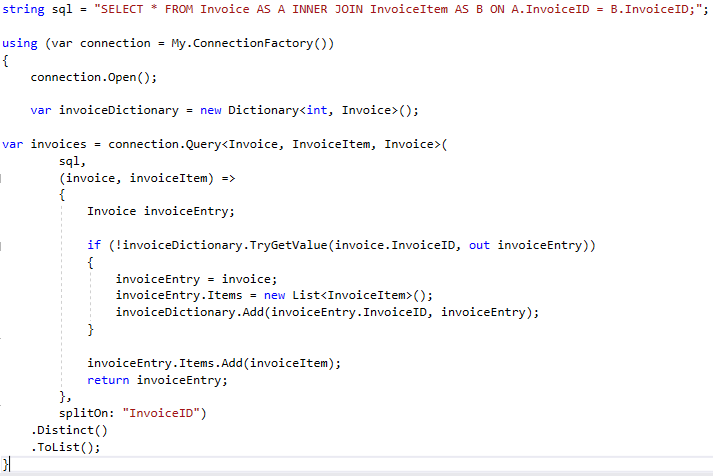 string sql = "SELECT * FROM Invoice AS A INNER JOIN InvoiceItem AS B ON A.InvoiceID = B.InvoiceID;";
using (var connection = My.ConnectionFactory())
{
    connection.Open();
    var invoiceDictionary = new Dictionary<int, Invoice>();
var invoices = connection.Query<Invoice, InvoiceItem, Invoice>(
        sql,
        (invoice, invoiceItem) =>
        {
            Invoice invoiceEntry;
            if (!invoiceDictionary.TryGetValue(invoice.InvoiceID, out invoiceEntry))
            {
                invoiceEntry = invoice;
                invoiceEntry.Items = new List<InvoiceItem>();
                invoiceDictionary.Add(invoiceEntry.InvoiceID, invoiceEntry);
            }
            invoiceEntry.Items.Add(invoiceItem);
            return invoiceEntry;
        },
        splitOn: "InvoiceID")
    .Distinct()
    .ToList();
}